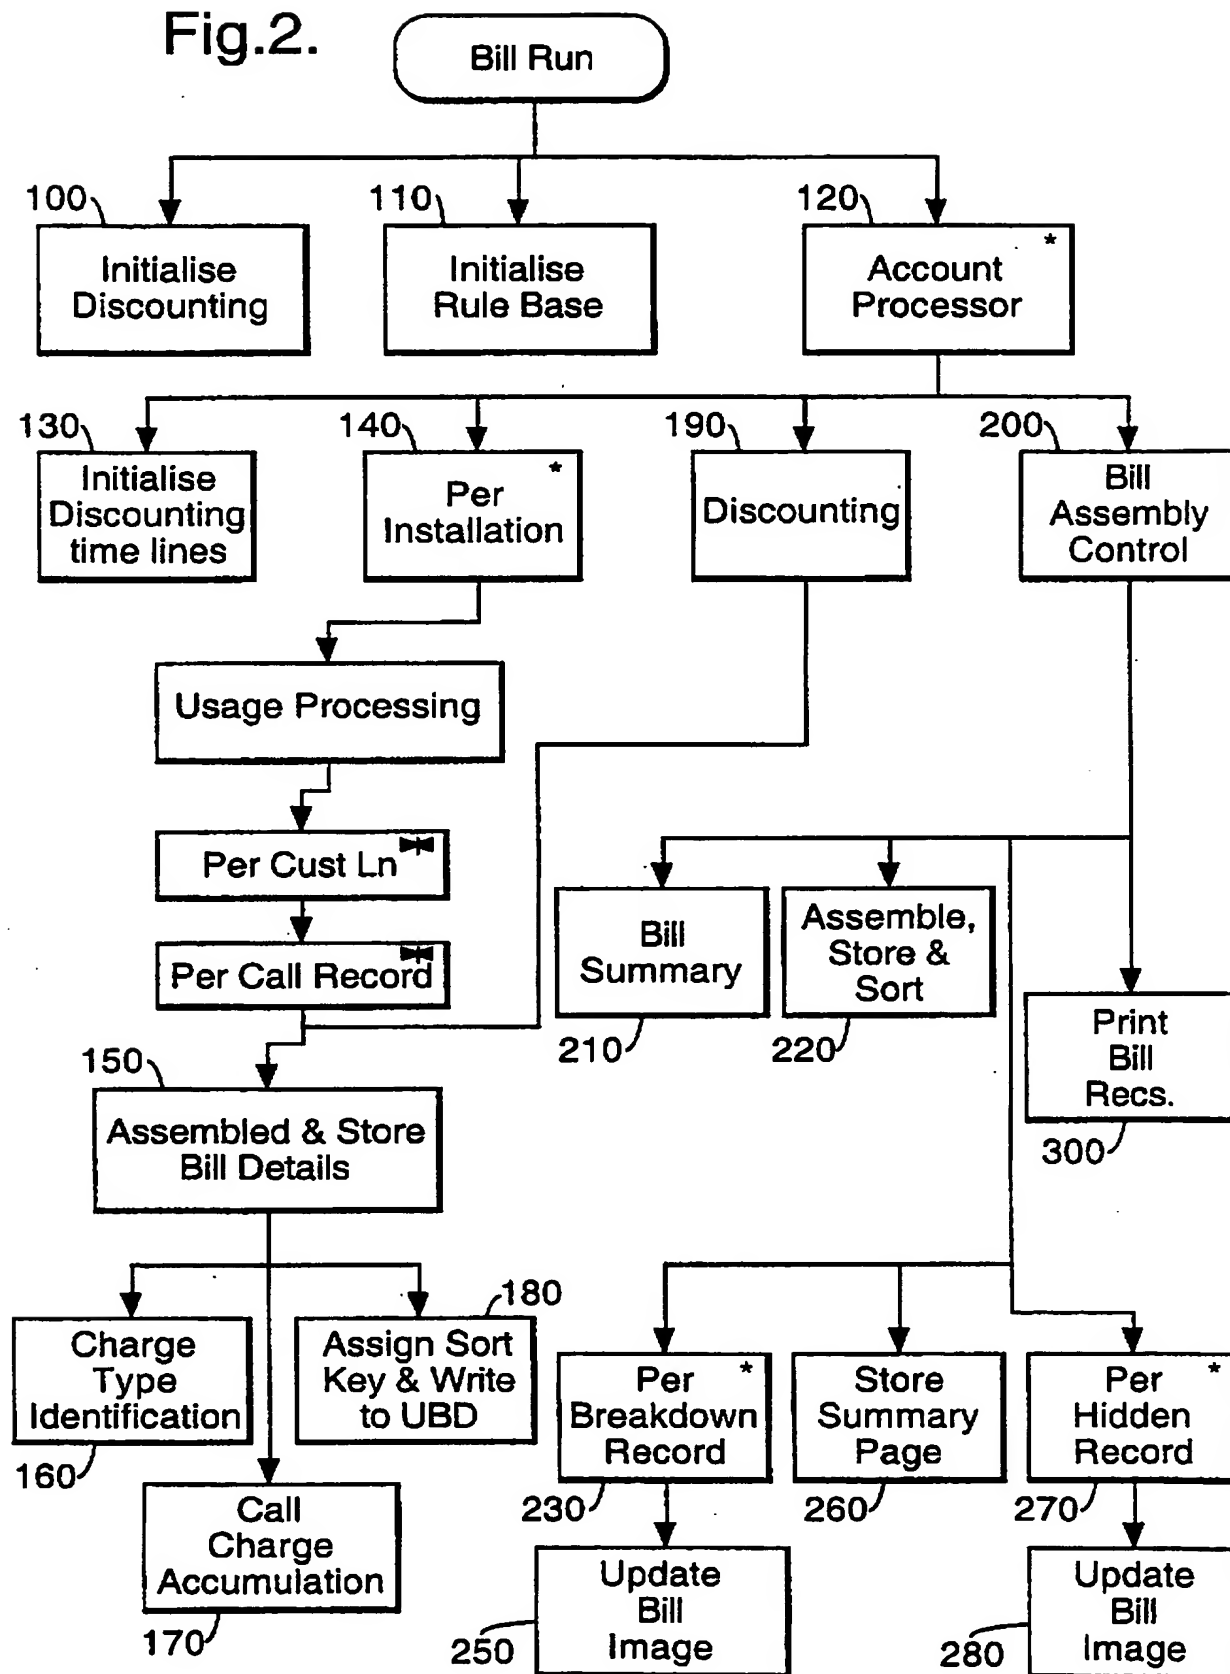 Fig.2.
Bill Run
100
110
120
Initialise
Discounting
Initialise
Rule Base
*
Account
Processor
130
140
190
200
Initialise
Discounting
time lines
*
Per
Installation
Discounting
Bill
Assembly
Control
Usage Processing
Per Cust Ln
Per Call Record
Bill
Summary
210
Assemble,
Store &
Sort
220
Print
Bill
Recs.
300
150
Assembled & Store
Bill Details
180
Charge
Type
Identification
160
Assign Sort
Key & Write
to UBD
Call
Charge
Accumulation
170
*
Per
Breakdown
Record
230
Store
Summary
Page
260
*
Per
Hidden
Record
270
Update
Bill
Image
250
Update
Bill
Image
280